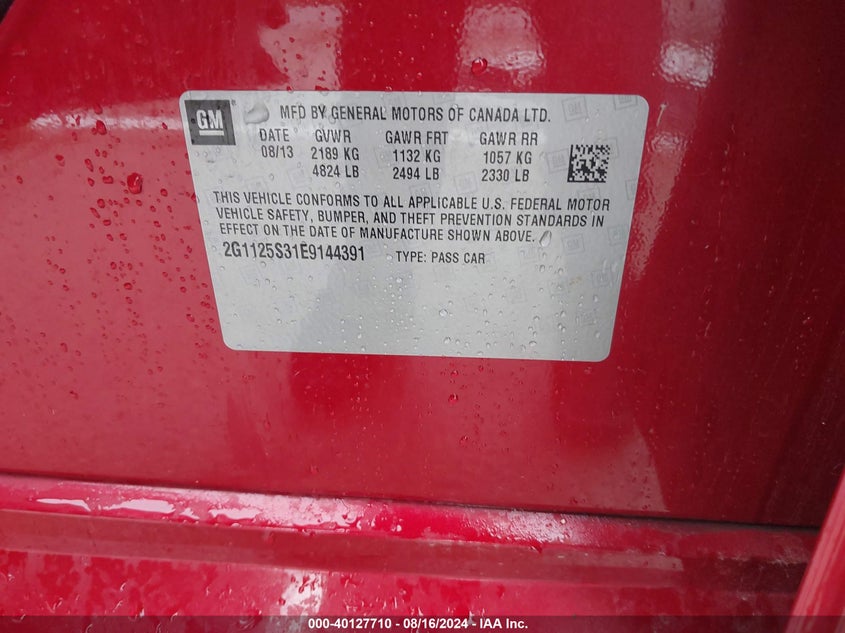 GM
MFD BY GENERAL MOTORS OF CANADA LTD.
DATE GVWR GAWR FRT GAWR RR
08/13 2189 KG 1132 KG 1057 KG
4824 LB 2494 LB 2330 LB
THIS VEHICLE CONFORMS TO ALL APPLICABLE U.S. FEDERAL MOTOR
VEHICLE SAFETY, BUMPER, AND THEFT PREVENTION STANDARDS IN
EFFECT ON THE DATE OF MANUFACTURE SHOWN ABOVE.
2G1125S31E9144391 TYPE: PASS CAR
000-40127710 - 08/16/2024 - IAA Inc.